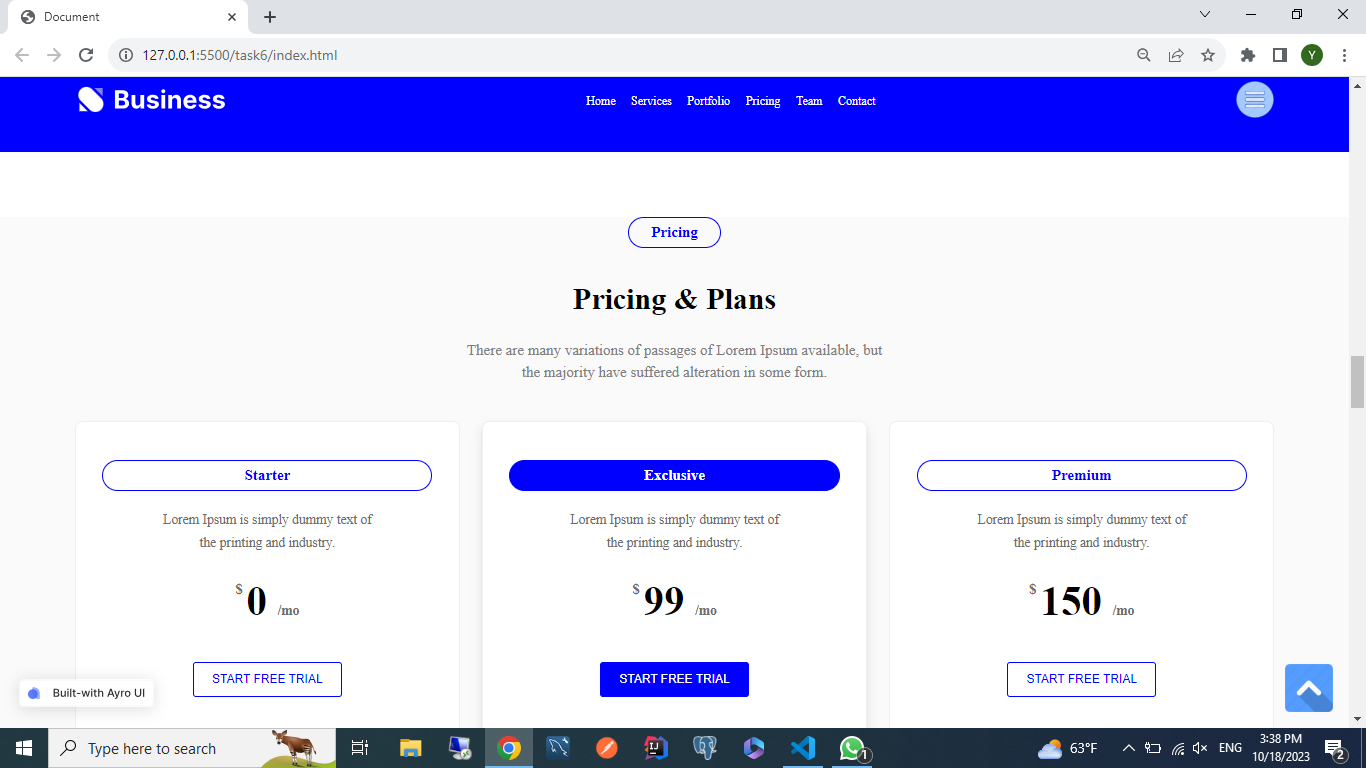 Document
127.0.0.1:5500/task6/index.html
Y
Business
Home Services Portfolio Pricing Team Contact
Pricing
Pricing & Plans
There are many variations of passages of Lorem Ipsum available, but
the majority have suffered alteration in some form.
Starter
Lorem Ipsum is simply dummy text of
the printing and industry.
$ 0 /mo
START FREE TRIAL
Exclusive
Lorem Ipsum is simply dummy text of
the printing and industry.
$ 99 /mo
START FREE TRIAL
Premium
Lorem Ipsum is simply dummy text of
the printing and industry.
$ 150 /mo
START FREE TRIAL
Built-with Ayro UI
Type here to search
IJ
1
63°F
ENG
3:38 PM
10/18/2023
2